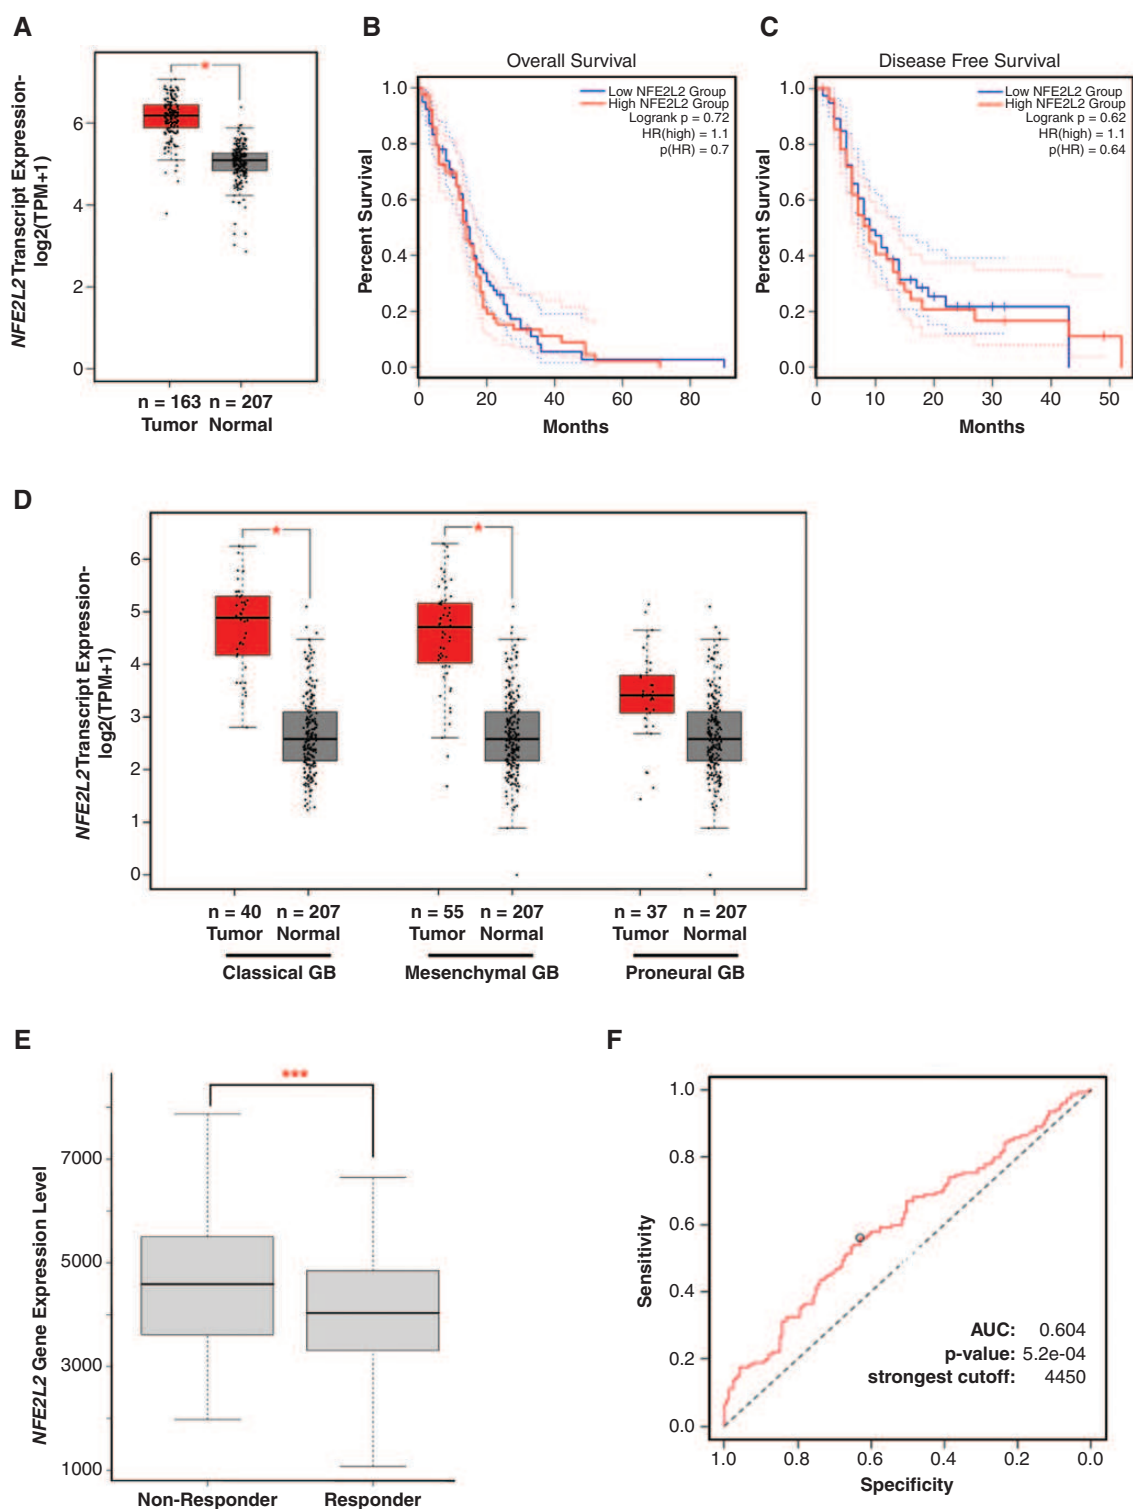 A
NFE2L2 Transcript Expression-
log2(TPM+1)
6
4
2
0
*
n = 163 n = 207
Tumor Normal
B
Overall Survival
Percent Survival
1.0
0.8
0.6
0.4
0.2
0.0
Low NFE2L2 Group
High NFE2L2 Group
Logrank p = 0.72
HR(high) = 1.1
p(HR) = 0.7
0 20 40 60 80
Months
C
Disease Free Survival
Percent Survival
1.0
0.8
0.6
0.4
0.2
0.0
Low NFE2L2 Group
High NFE2L2 Group
Logrank p = 0.62
HR(high) = 1.1
p(HR) = 0.64
0 10 20 30 40 50
Months
D
NFE2L2 Transcript Expression-
log2(TPM+1)
6
5
4
3
2
1
0
* *
n = 40 n = 207 n = 55 n = 207 n = 37 n = 207
Tumor Normal Tumor Normal Tumor Normal
Classical GB Mesenchymal GB Proneural GB
E
NFE2L2 Gene Expression Level
7000
5000
3000
1000
***
Non-Responder Responder
F
Sensitivity
1.0
0.8
0.6
0.4
0.2
0.0
AUC: 0.604
p-value: 5.2e-04
strongest cutoff: 4450
1.0 0.8 0.6 0.4 0.2 0.0
Specificity